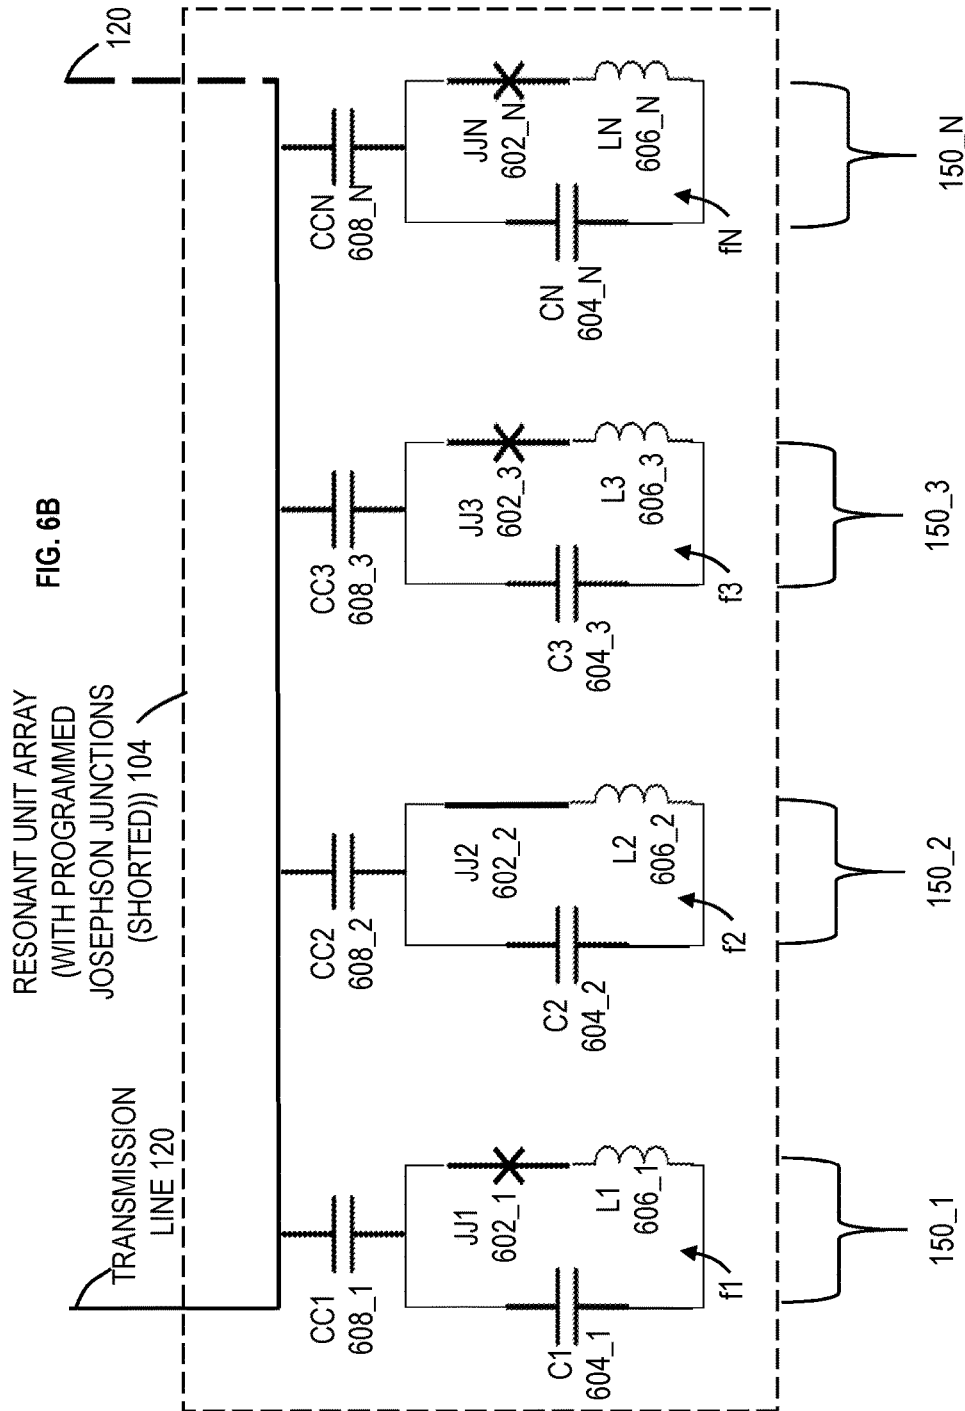 FIG. 6B
RESONANT UNIT ARRAY
(WITH PROGRAMMED
JOSEPHSON JUNCTIONS
(SHORTED)) 104
TRANSMISSION
LINE 120
120
CC1
608_1
JJ1
602_1
C1
604_1
L1
606_1
f1
150_1
CC2
608_2
JJ2
602_2
C2
604_2
L2
606_2
f2
150_2
CC3
608_3
JJ3
602_3
C3
604_3
L3
606_3
f3
150_3
CCN
608_N
JJN
602_N
CN
604_N
LN
606_N
fN
150_N